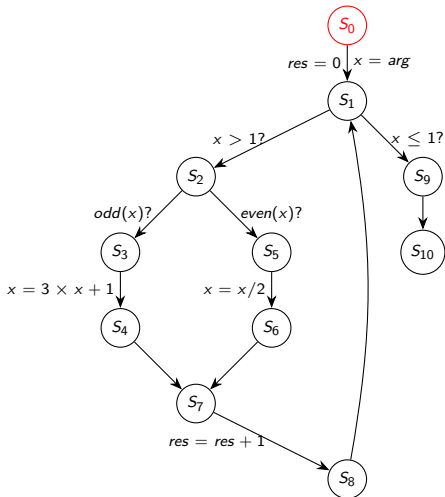 S0
res = 0 x = arg
S1
x > 1? x ≤ 1?
S2 S9
odd(x)? even(x)?
S3 S5 S10
x = 3 × x + 1 x = x/2
S4 S6
S7
res = res + 1
S8